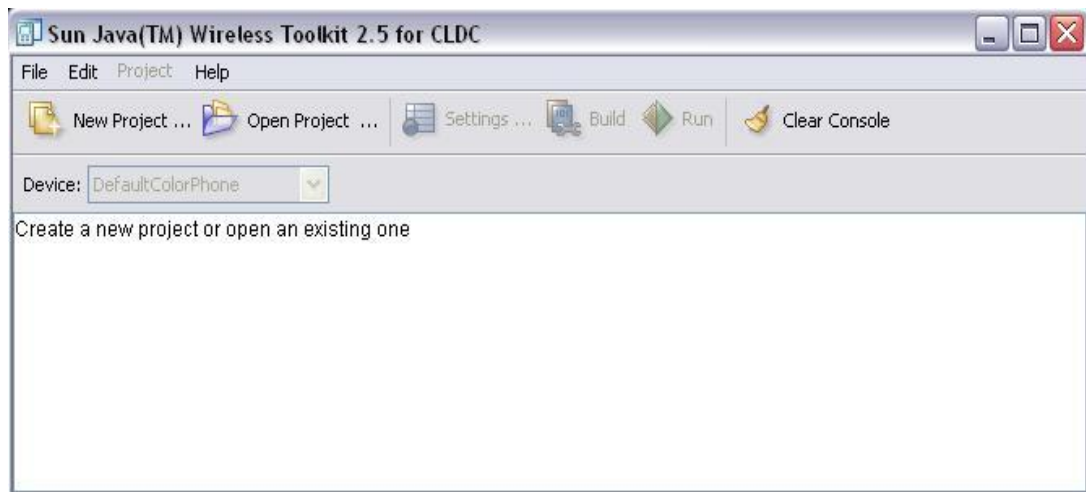 Sun Java(TM) Wireless Toolkit 2.5 for CLDC
File Edit Project Help
New Project ... Open Project ... Settings ... Build Run Clear Console
Device: DefaultColorPhone
Create a new project or open an existing one